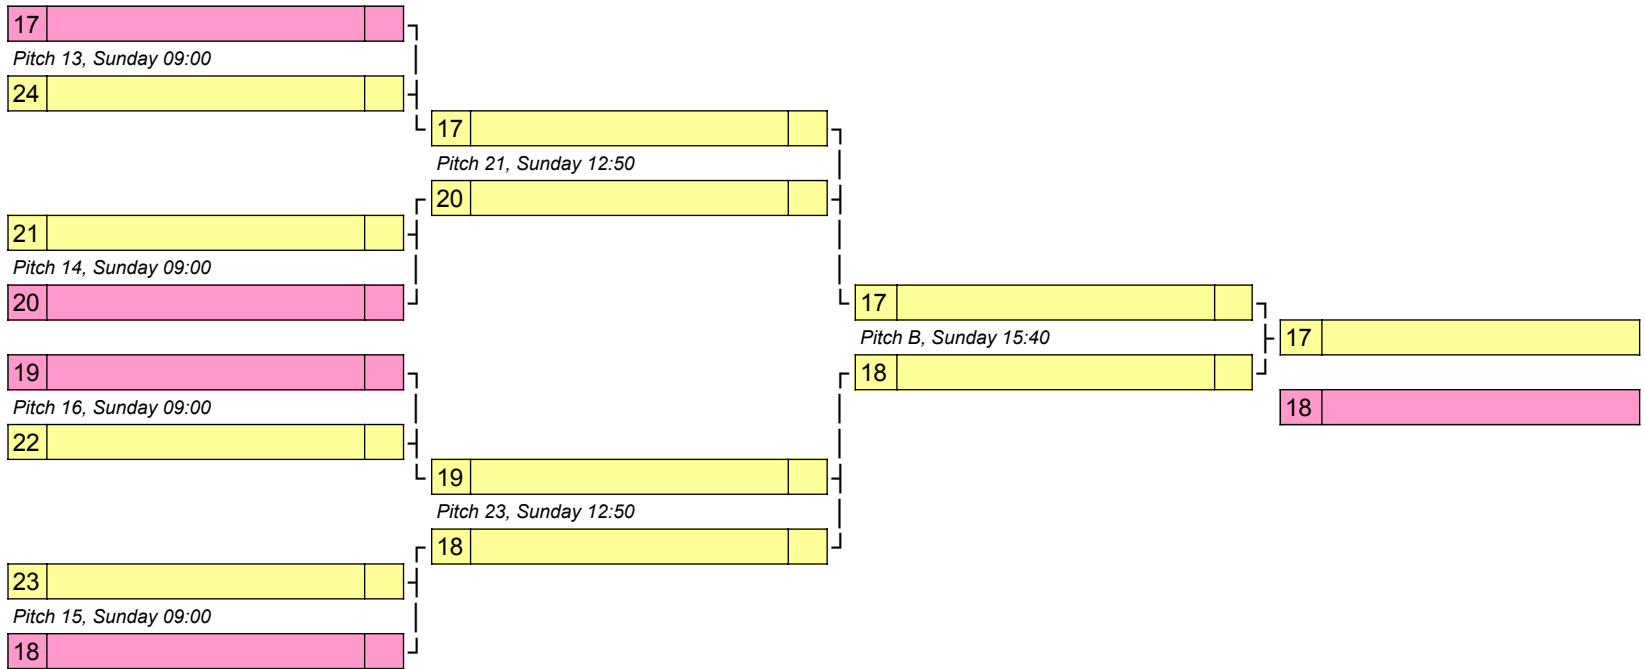 17
Pitch 13, Sunday 09:00
24
17
Pitch 21, Sunday 12:50
20
21
Pitch 14, Sunday 09:00
20
17
Pitch B, Sunday 15:40
18
17
18
19
Pitch 16, Sunday 09:00
22
19
Pitch 23, Sunday 12:50
18
23
Pitch 15, Sunday 09:00
18